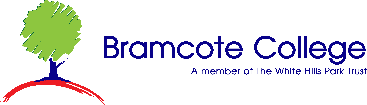 Bramcote College
A member of The White Hills Park Trust